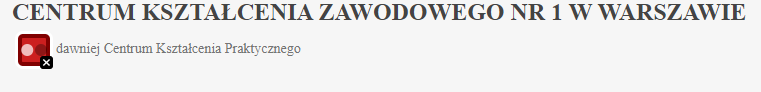 CENTRUM KSZTAŁCENIA ZAWODOWEGO NR 1 W WARSZAWIE
dawniej Centrum Kształcenia Praktycznego